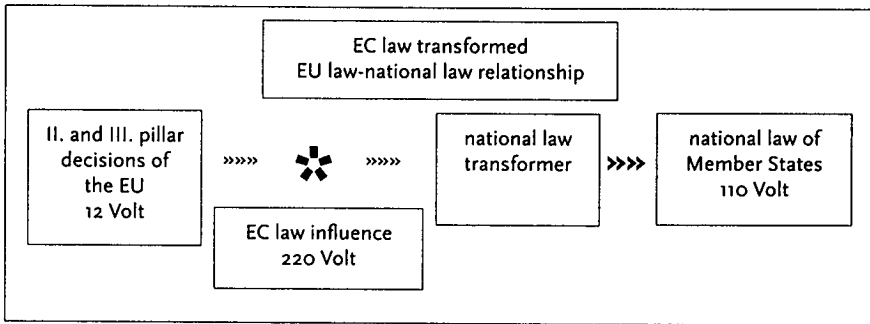 EC law transformed
EU law-national law relationship
II. and III. pillar
decisions of
the EU
12 Volt
»»»
»»»
national law
transformer
»»»
national law of
Member States
110 Volt
EC law influence
220 Volt